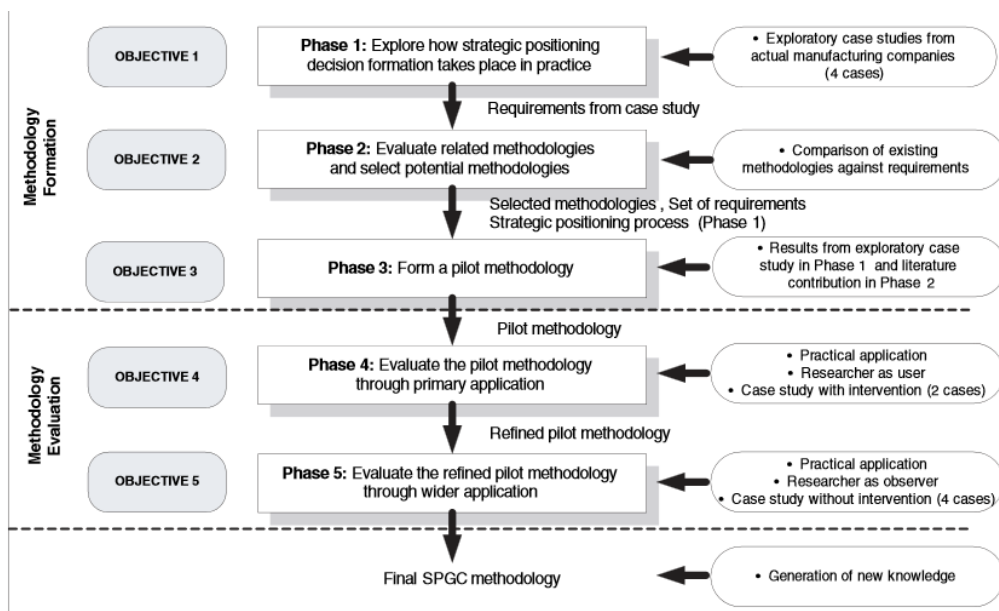 Methodology
Formation
OBJECTIVE 1
Phase 1: Explore how strategic positioning
decision formation takes place in practice
• Exploratory case studies from
actual manufacturing companies
(4 cases)
Requirements from case study
OBJECTIVE 2
Phase 2: Evaluate related methodologies
and select potential methodologies
• Comparison of existing
methodologies against requirements
Selected methodologies , Set of requirements
Strategic positioning process (Phase 1)
OBJECTIVE 3
Phase 3: Form a pilot methodology
• Results from exploratory case
study in Phase 1 and literature
contribution in Phase 2
Pilot methodology
Methodology
Evaluation
OBJECTIVE 4
Phase 4: Evaluate the pilot methodology
through primary application
• Practical application
• Researcher as user
• Case study with intervention (2 cases)
Refined pilot methodology
OBJECTIVE 5
Phase 5: Evaluate the refined pilot methodology
through wider application
• Practical application
• Researcher as observer
• Case study without intervention (4 cases)
Final SPGC methodology
• Generation of new knowledge